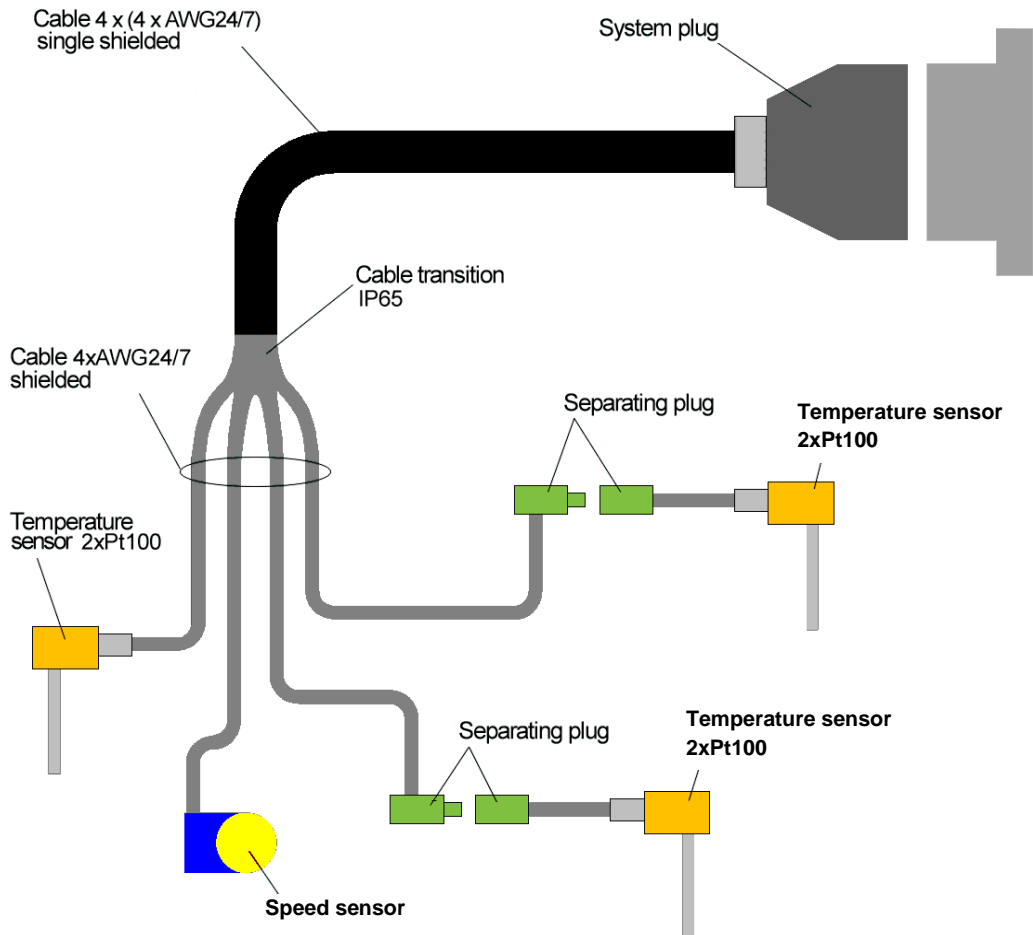 Cable 4 x (4 x AWG24/7)
single shielded
System plug
Cable transition
IP65
Cable 4xAWG24/7
shielded
Separating plug
Temperature sensor
2xPt100
Temperature
sensor 2xPt100
Separating plug
Temperature sensor
2xPt100
Speed sensor